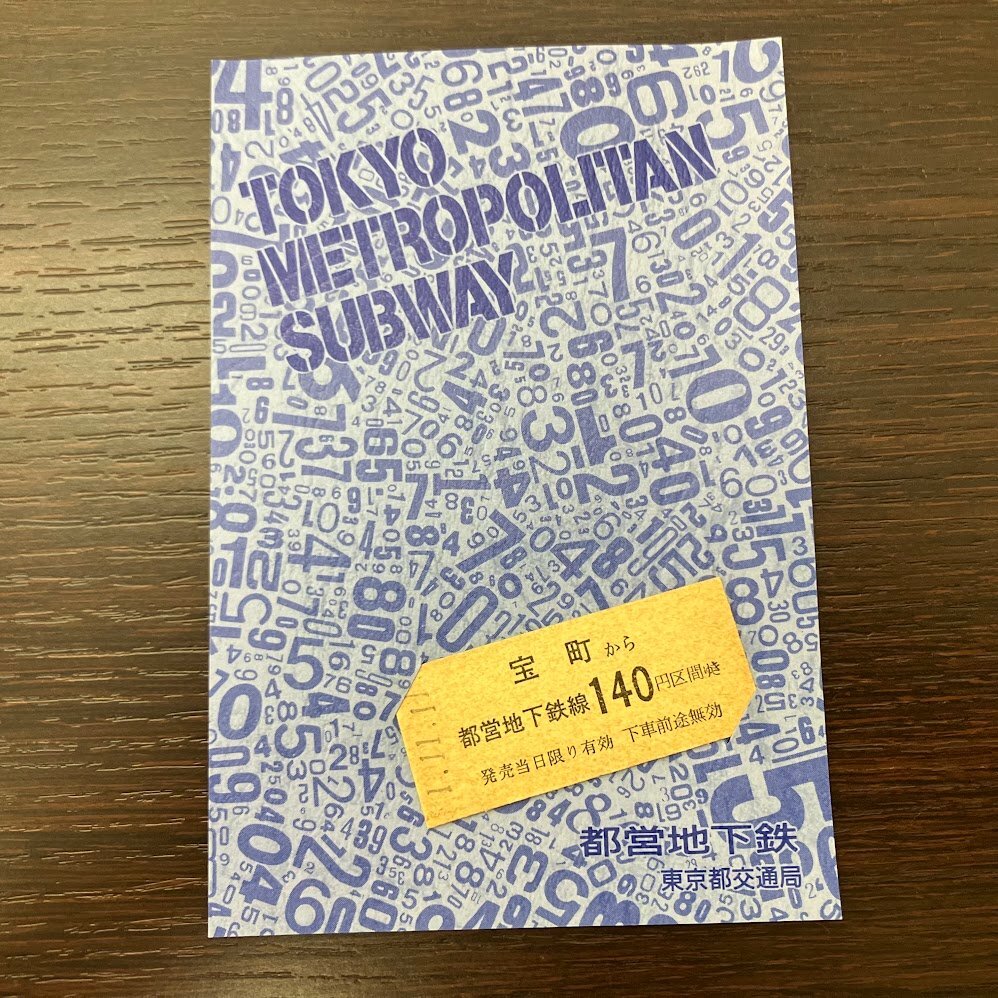 TOKYO
METROPOLITAN
SUBWAY
宝町から
都営地下鉄線140円区間ゆき
発売当日限り有効 下車前途無効
都営地下鉄
東京都交通局